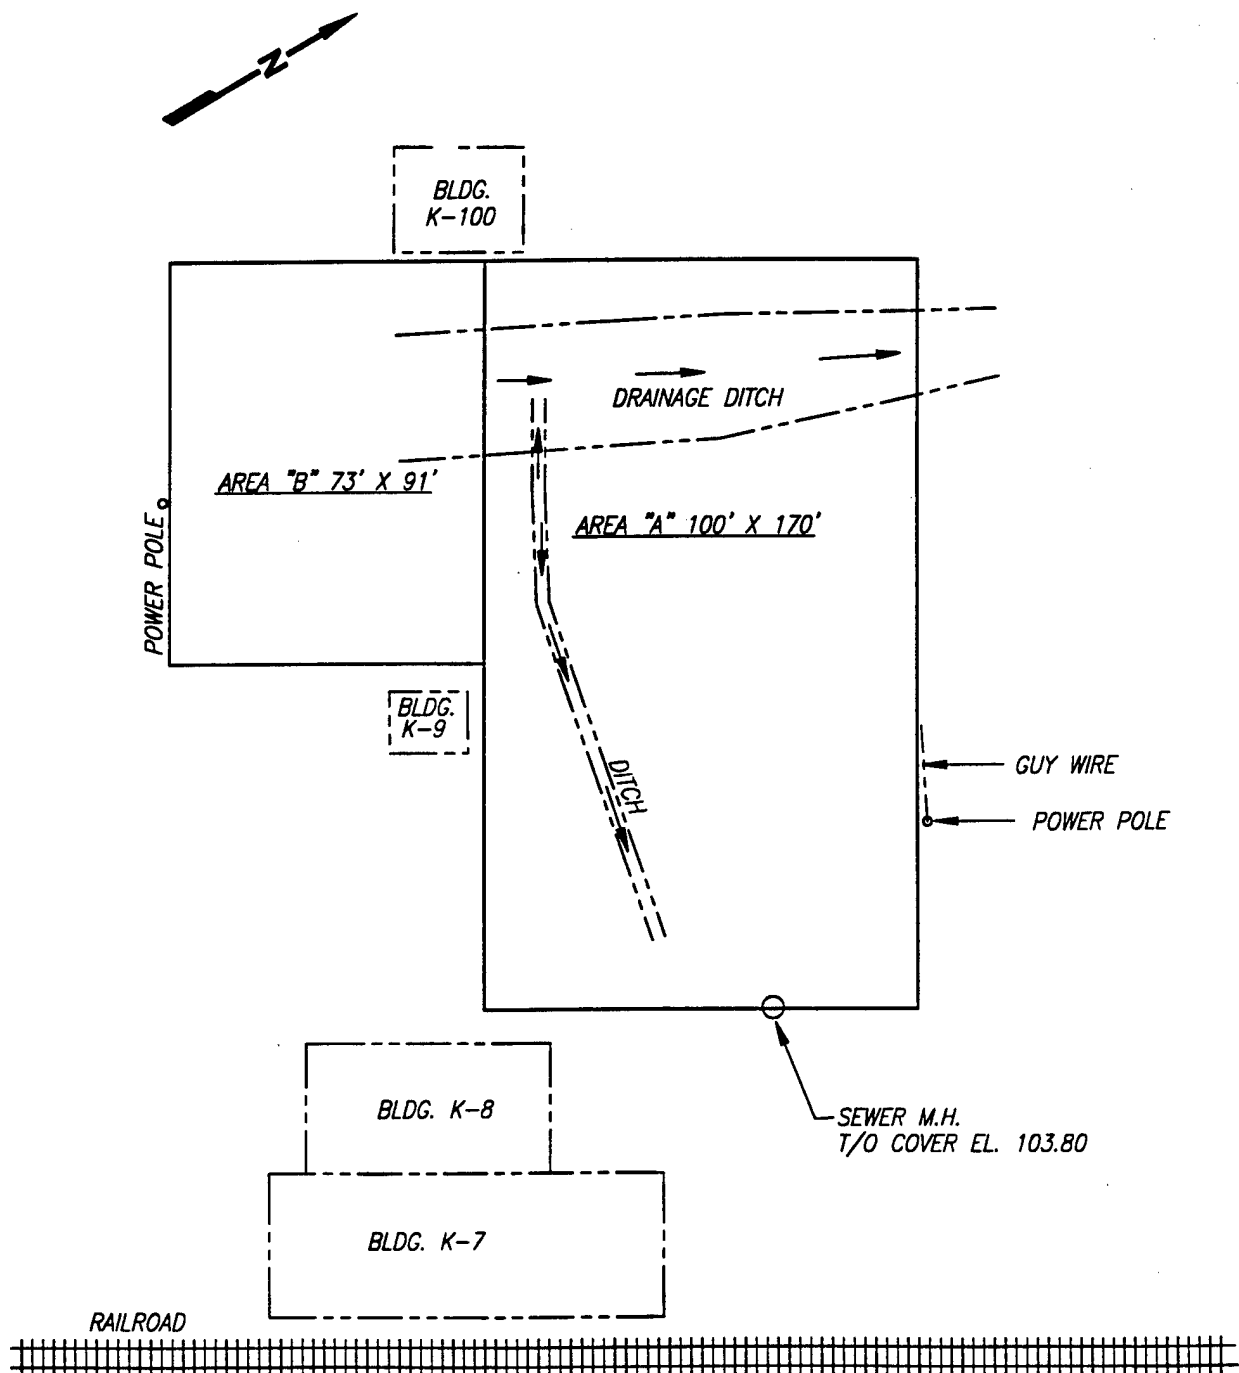 N
BLDG.
K-100
DRAINAGE DITCH
AREA "B" 73' X 91'
AREA "A" 100' X 170'
POWER POLE
BLDG.
K-9
DITCH
GUY WIRE
POWER POLE
SEWER M.H.
T/O COVER EL. 103.80
BLDG. K-8
BLDG. K-7
RAILROAD